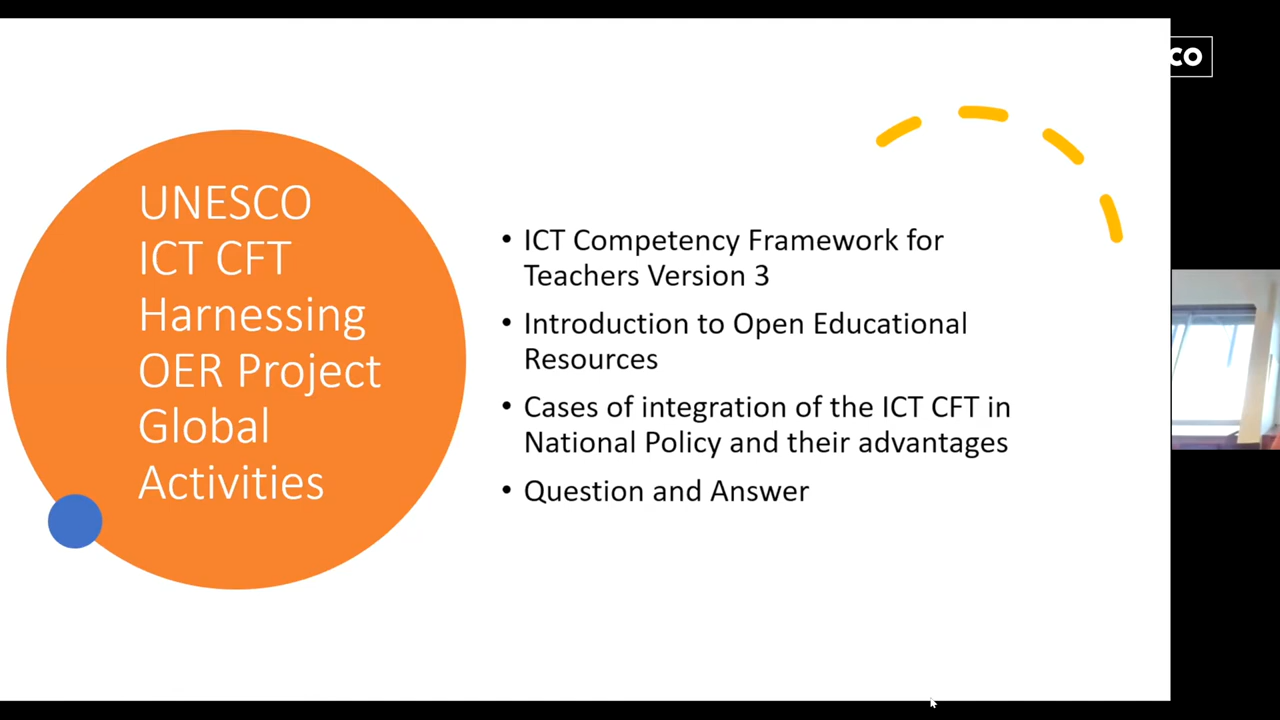 UNESCO
ICT CFT
Harnessing
OER Project
Global
Activities
• ICT Competency Framework for
Teachers Version 3
• Introduction to Open Educational
Resources
• Cases of integration of the ICT CFT in
National Policy and their advantages
• Question and Answer
co